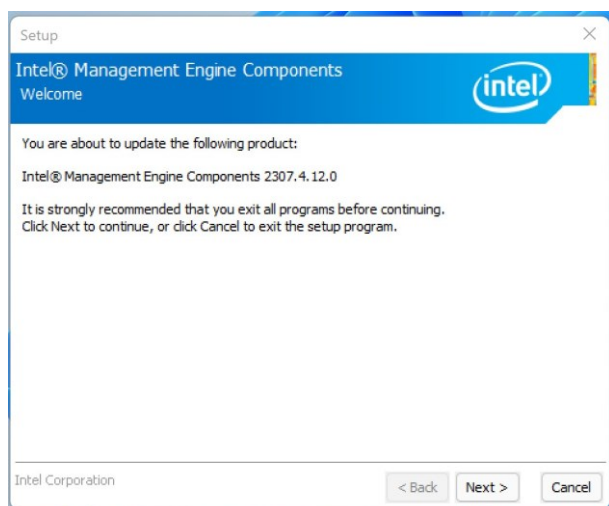 Setup
Intel® Management Engine Components
Welcome
intel
You are about to update the following product:
Intel® Management Engine Components 2307.4.12.0
It is strongly recommended that you exit all programs before continuing.
Click Next to continue, or click Cancel to exit the setup program.
Intel Corporation
< Back Next > Cancel